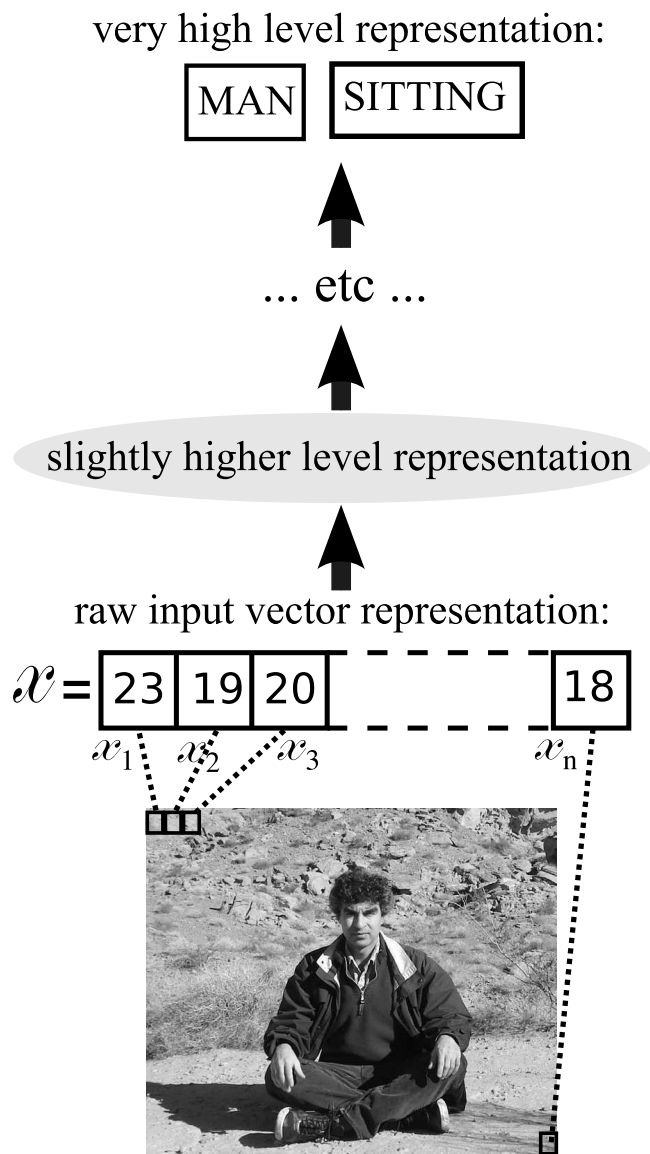 very high level representation:
MAN SITTING
... etc ...
slightly higher level representation
raw input vector representation:
x = 23 19 20 18
x1 x2 x3 xn